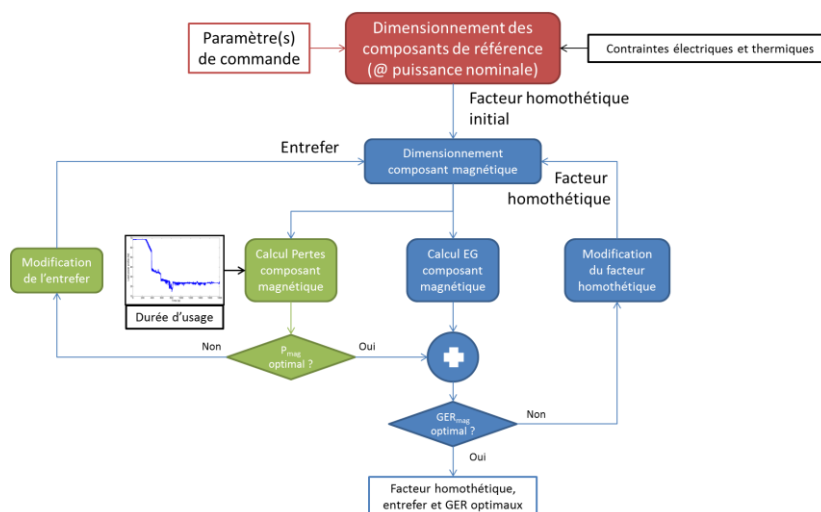 Paramètre(s)
de commande
Dimensionnement des
composants de référence
(@ puissance nominale)
Contraintes électriques et thermiques
Facteur homothétique
initial
Entrefer
Dimensionnement
composant magnétique
Facteur
homothétique
Modification
de l'entrefer
Durée d'usage
Calcul Pertes
composant
magnétique
Calcul EG
composant
magnétique
Modification
du facteur
homothétique
Non
Pmag
optimal ?
Oui
GERmag
optimal ?
Non
Oui
Facteur homothétique,
entrefer et GER optimaux